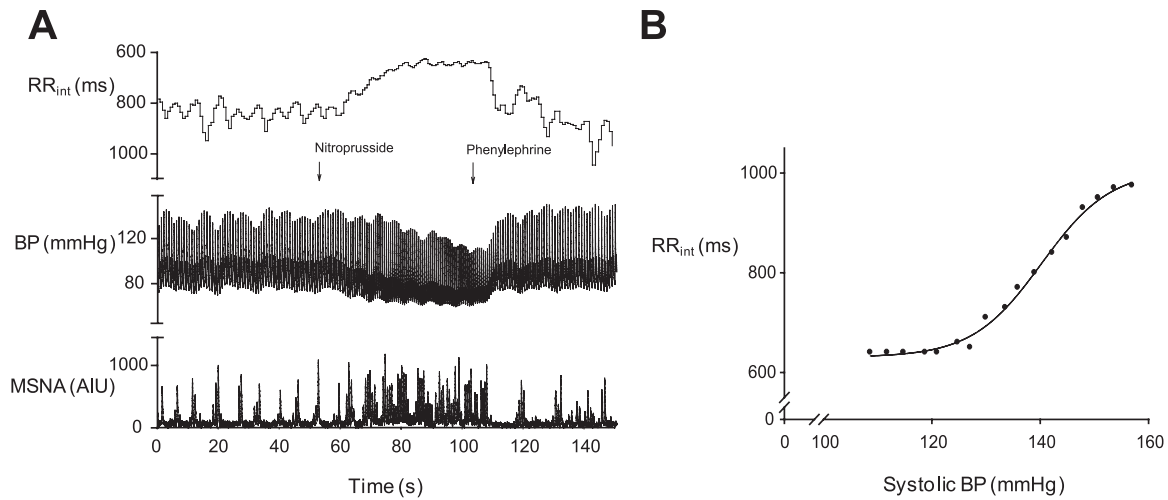 A
600
RRint (ms)
800
1000
Nitroprusside
Phenylephrine
BP (mmHg)
120
80
1000
MSNA (AIU)
0
0 20 40 60 80 100 120 140
Time (s)
B
1000
RRint (ms)
800
600
0
0 100 120 140 160
Systolic BP (mmHg)